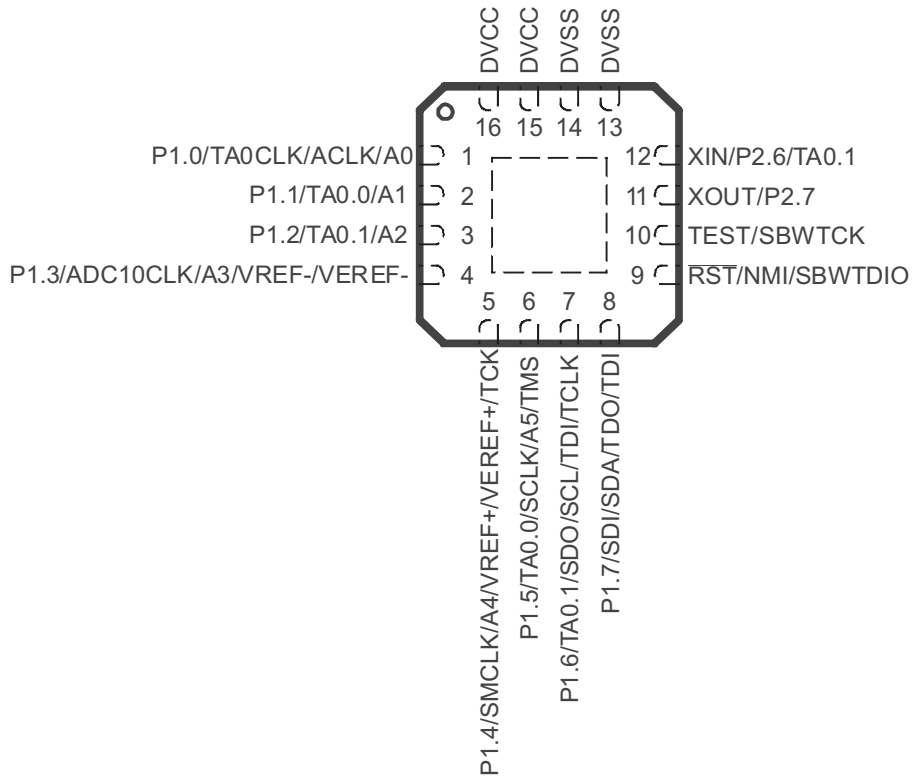 DVCC
DVCC
DVSS
DVSS
16
15
14
13
P1.0/TA0CLK/ACLK/A0
1
12
XIN/P2.6/TA0.1
P1.1/TA0.0/A1
2
11
XOUT/P2.7
P1.2/TA0.1/A2
3
10
TEST/SBWTCK
P1.3/ADC10CLK/A3/VREF-/VEREF-
4
9
RST/NMI/SBWTDIO
5
6
7
8
P1.4/SMCLK/A4/VREF+/VEREF+/TCK
P1.5/TA0.0/SCLK/A5/TMS
P1.6/TA0.1/SDO/SCL/TDI/TCLK
P1.7/SDI/SDA/TDO/TDI